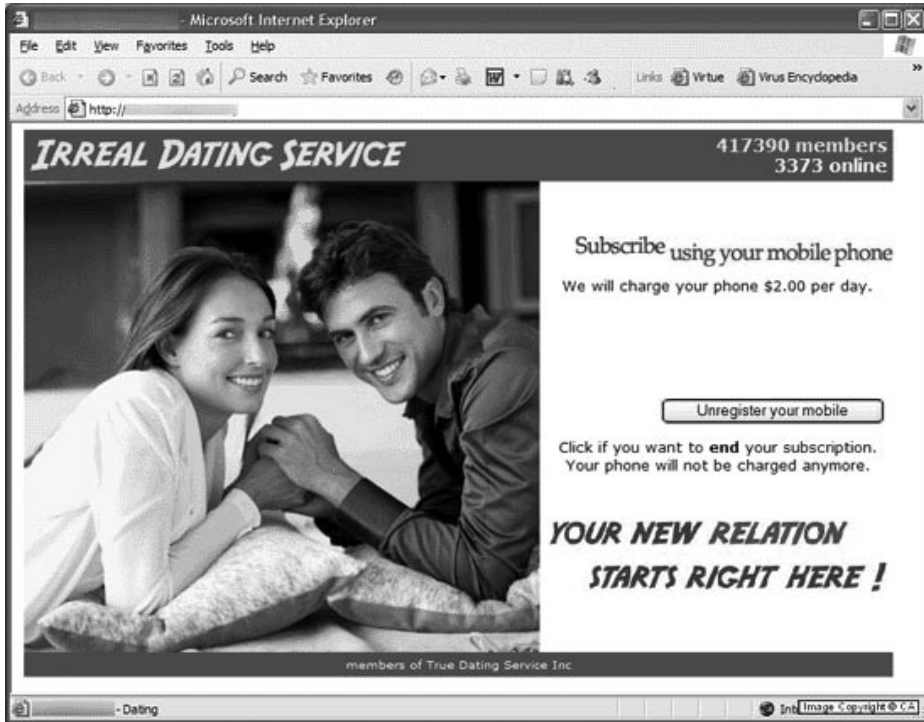 - Microsoft Internet Explorer
File Edit View Favorites Tools Help
Back Search Favorites Links Virtue Virus Encyclopedia »
Address http://
IRREAL DATING SERVICE
417390 members
3373 online
Subscribe using your mobile phone
We will charge your phone $2.00 per day.
Unregister your mobile
Click if you want to end your subscription.
Your phone will not be charged anymore.
YOUR NEW RELATION
STARTS RIGHT HERE !
members of True Dating Service Inc
- Dating
Int
Image Copyright © CA